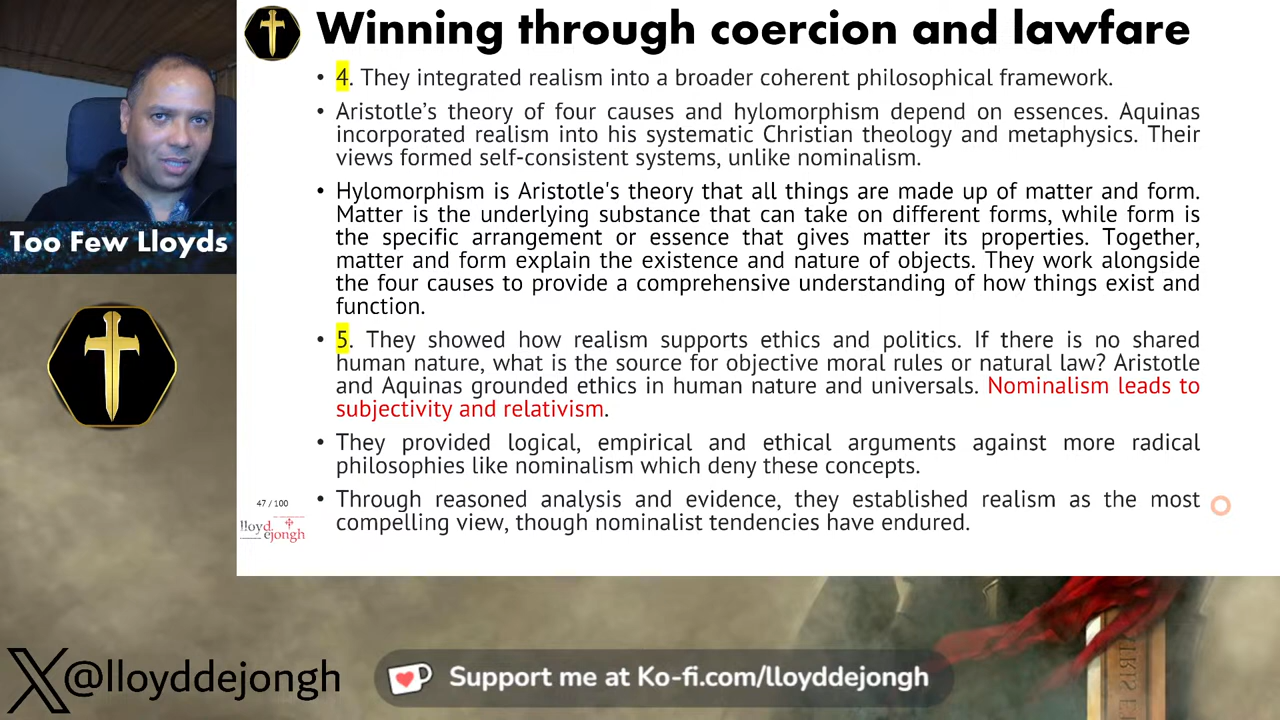 Winning through coercion and lawfare
• 4. They integrated realism into a broader coherent philosophical framework.
• Aristotle’s theory of four causes and hylomorphism depend on essences. Aquinas
incorporated realism into his systematic Christian theology and metaphysics. Their
views formed self-consistent systems, unlike nominalism.
• Hylomorphism is Aristotle's theory that all things are made up of matter and form.
Matter is the underlying substance that can take on different forms, while form is
the specific arrangement or essence that gives matter its properties. Together,
matter and form explain the existence and nature of objects. They work alongside
the four causes to provide a comprehensive understanding of how things exist and
function.
• 5. They showed how realism supports ethics and politics. If there is no shared
human nature, what is the source for objective moral rules or natural law? Aristotle
and Aquinas grounded ethics in human nature and universals. Nominalism leads to
subjectivity and relativism.
• They provided logical, empirical and ethical arguments against more radical
philosophies like nominalism which deny these concepts.
• Through reasoned analysis and evidence, they established realism as the most
compelling view, though nominalist tendencies have endured.
47 / 100
lloyd
dejongh
Too Few Lloyds
X@lloyddejongh
Support me at Ko-fi.com/lloyddejongh